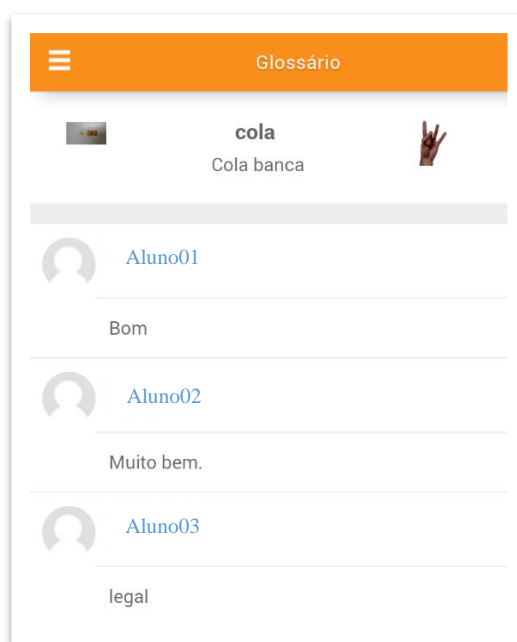 Glossário
cola
Cola banca
Aluno01
Bom
Aluno02
Muito bem.
Aluno03
legal